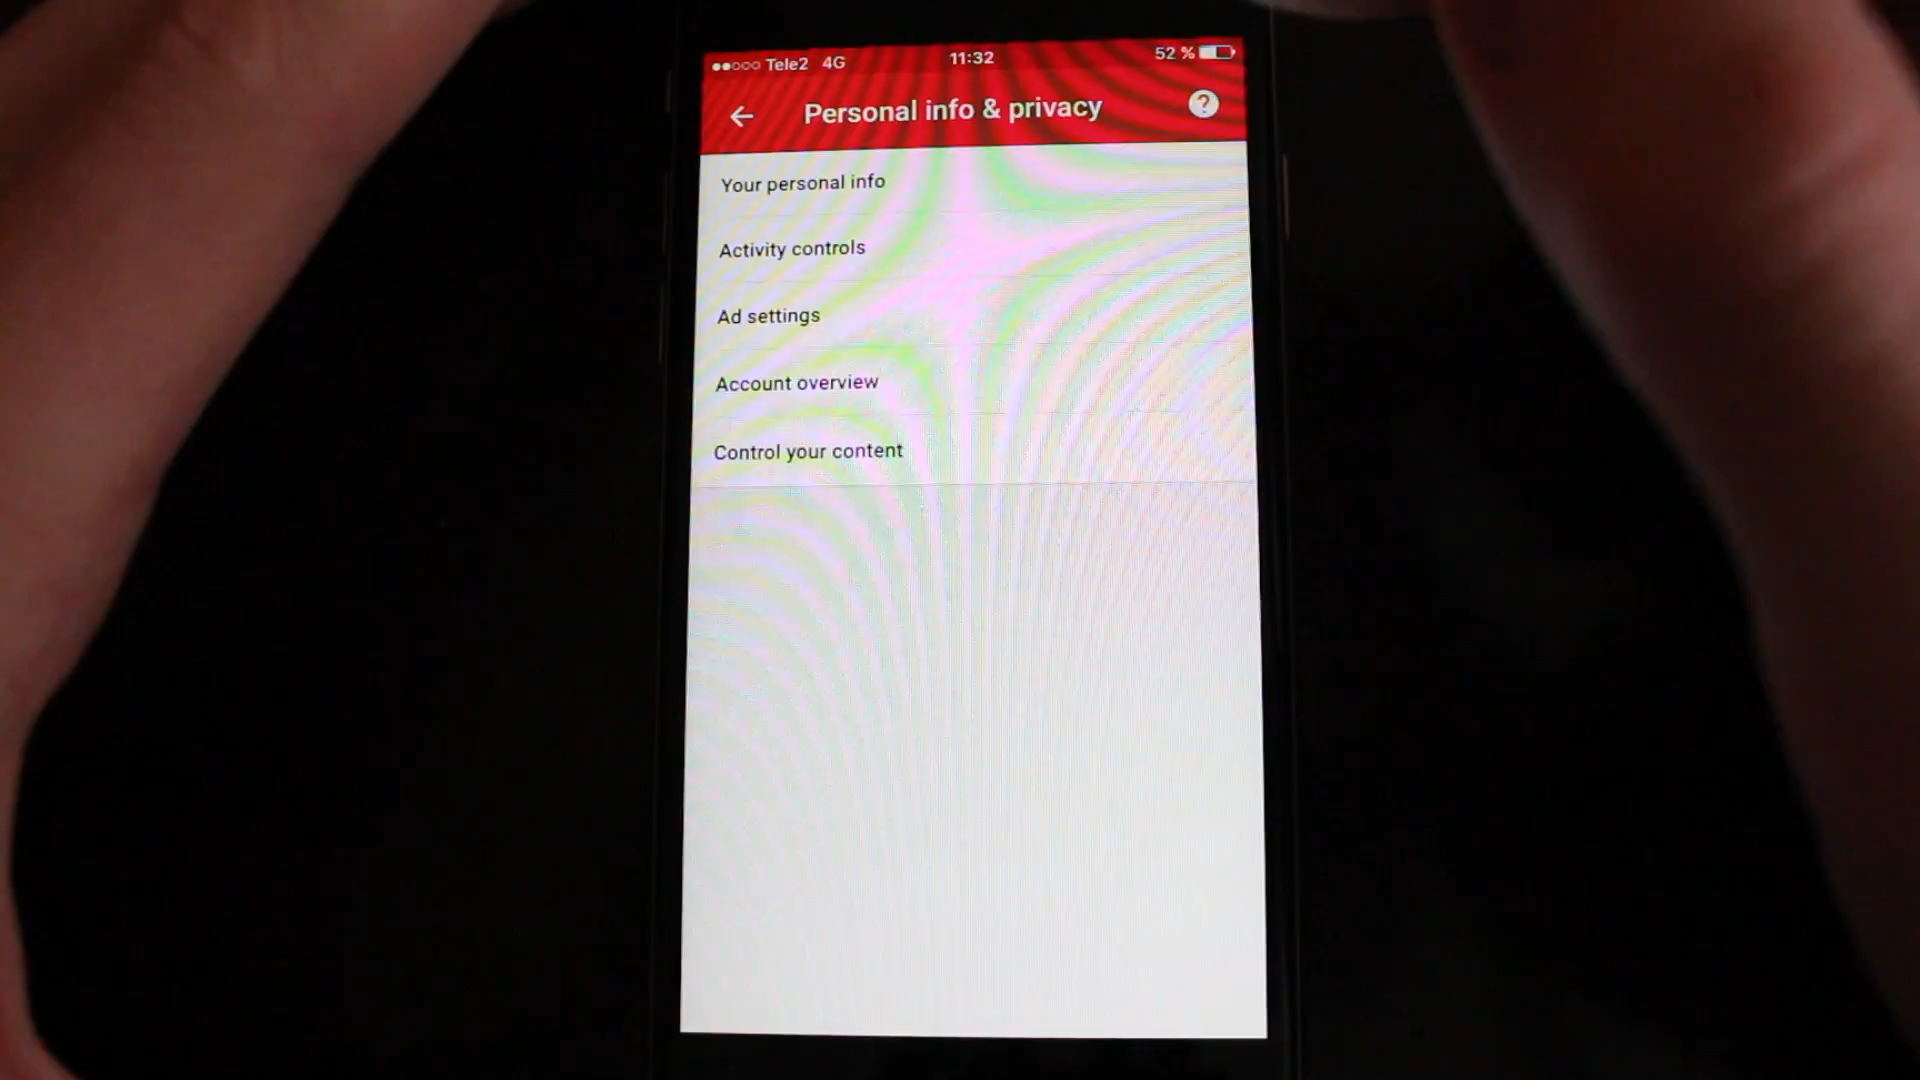 Tele2 4G 11:32 52 %
Personal info & privacy ?
Your personal info
Activity controls
Ad settings
Account overview
Control your content